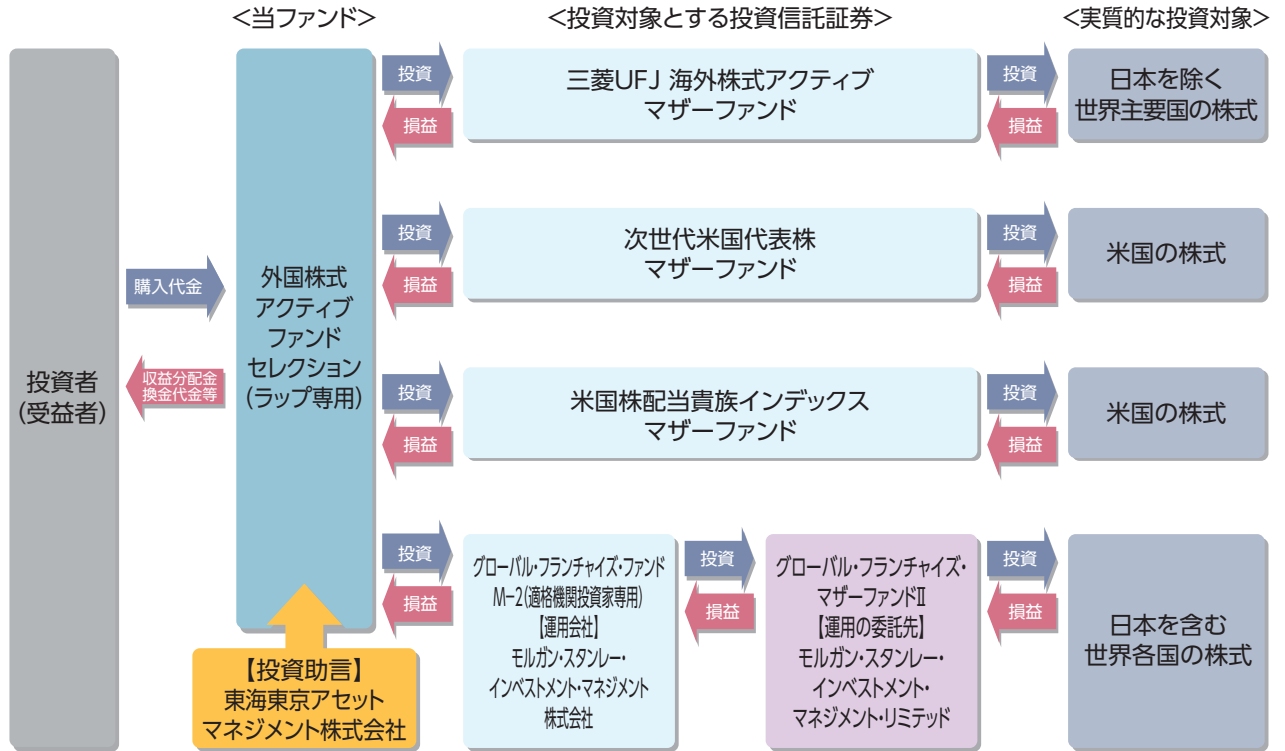 <当ファンド>
<投資対象とする投資信託証券>
<実質的な投資対象>
投資者
(受益者)
購入代金
収益分配金
換金代金等
外国株式
アクティブ
ファンド
セレクション
(ラップ専用)
【投資助言】
東海東京アセット
マネジメント株式会社
投資
損益
三菱UFJ 海外株式アクティブ
マザーファンド
投資
損益
日本を除く
世界主要国の株式
投資
損益
次世代米国代表株
マザーファンド
投資
損益
米国の株式
投資
損益
米国株配当貴族インデックス
マザーファンド
投資
損益
米国の株式
投資
損益
グローバル・フランチャイズ・ファンド
M−2(適格機関投資家専用)
【運用会社】
モルガン・スタンレー・
インベストメント・マネジメント
株式会社
投資
損益
グローバル・フランチャイズ・
マザーファンドⅡ
【運用の委託先】
モルガン・スタンレー・
インベストメント・
マネジメント・リミテッド
投資
損益
日本を含む
世界各国の株式